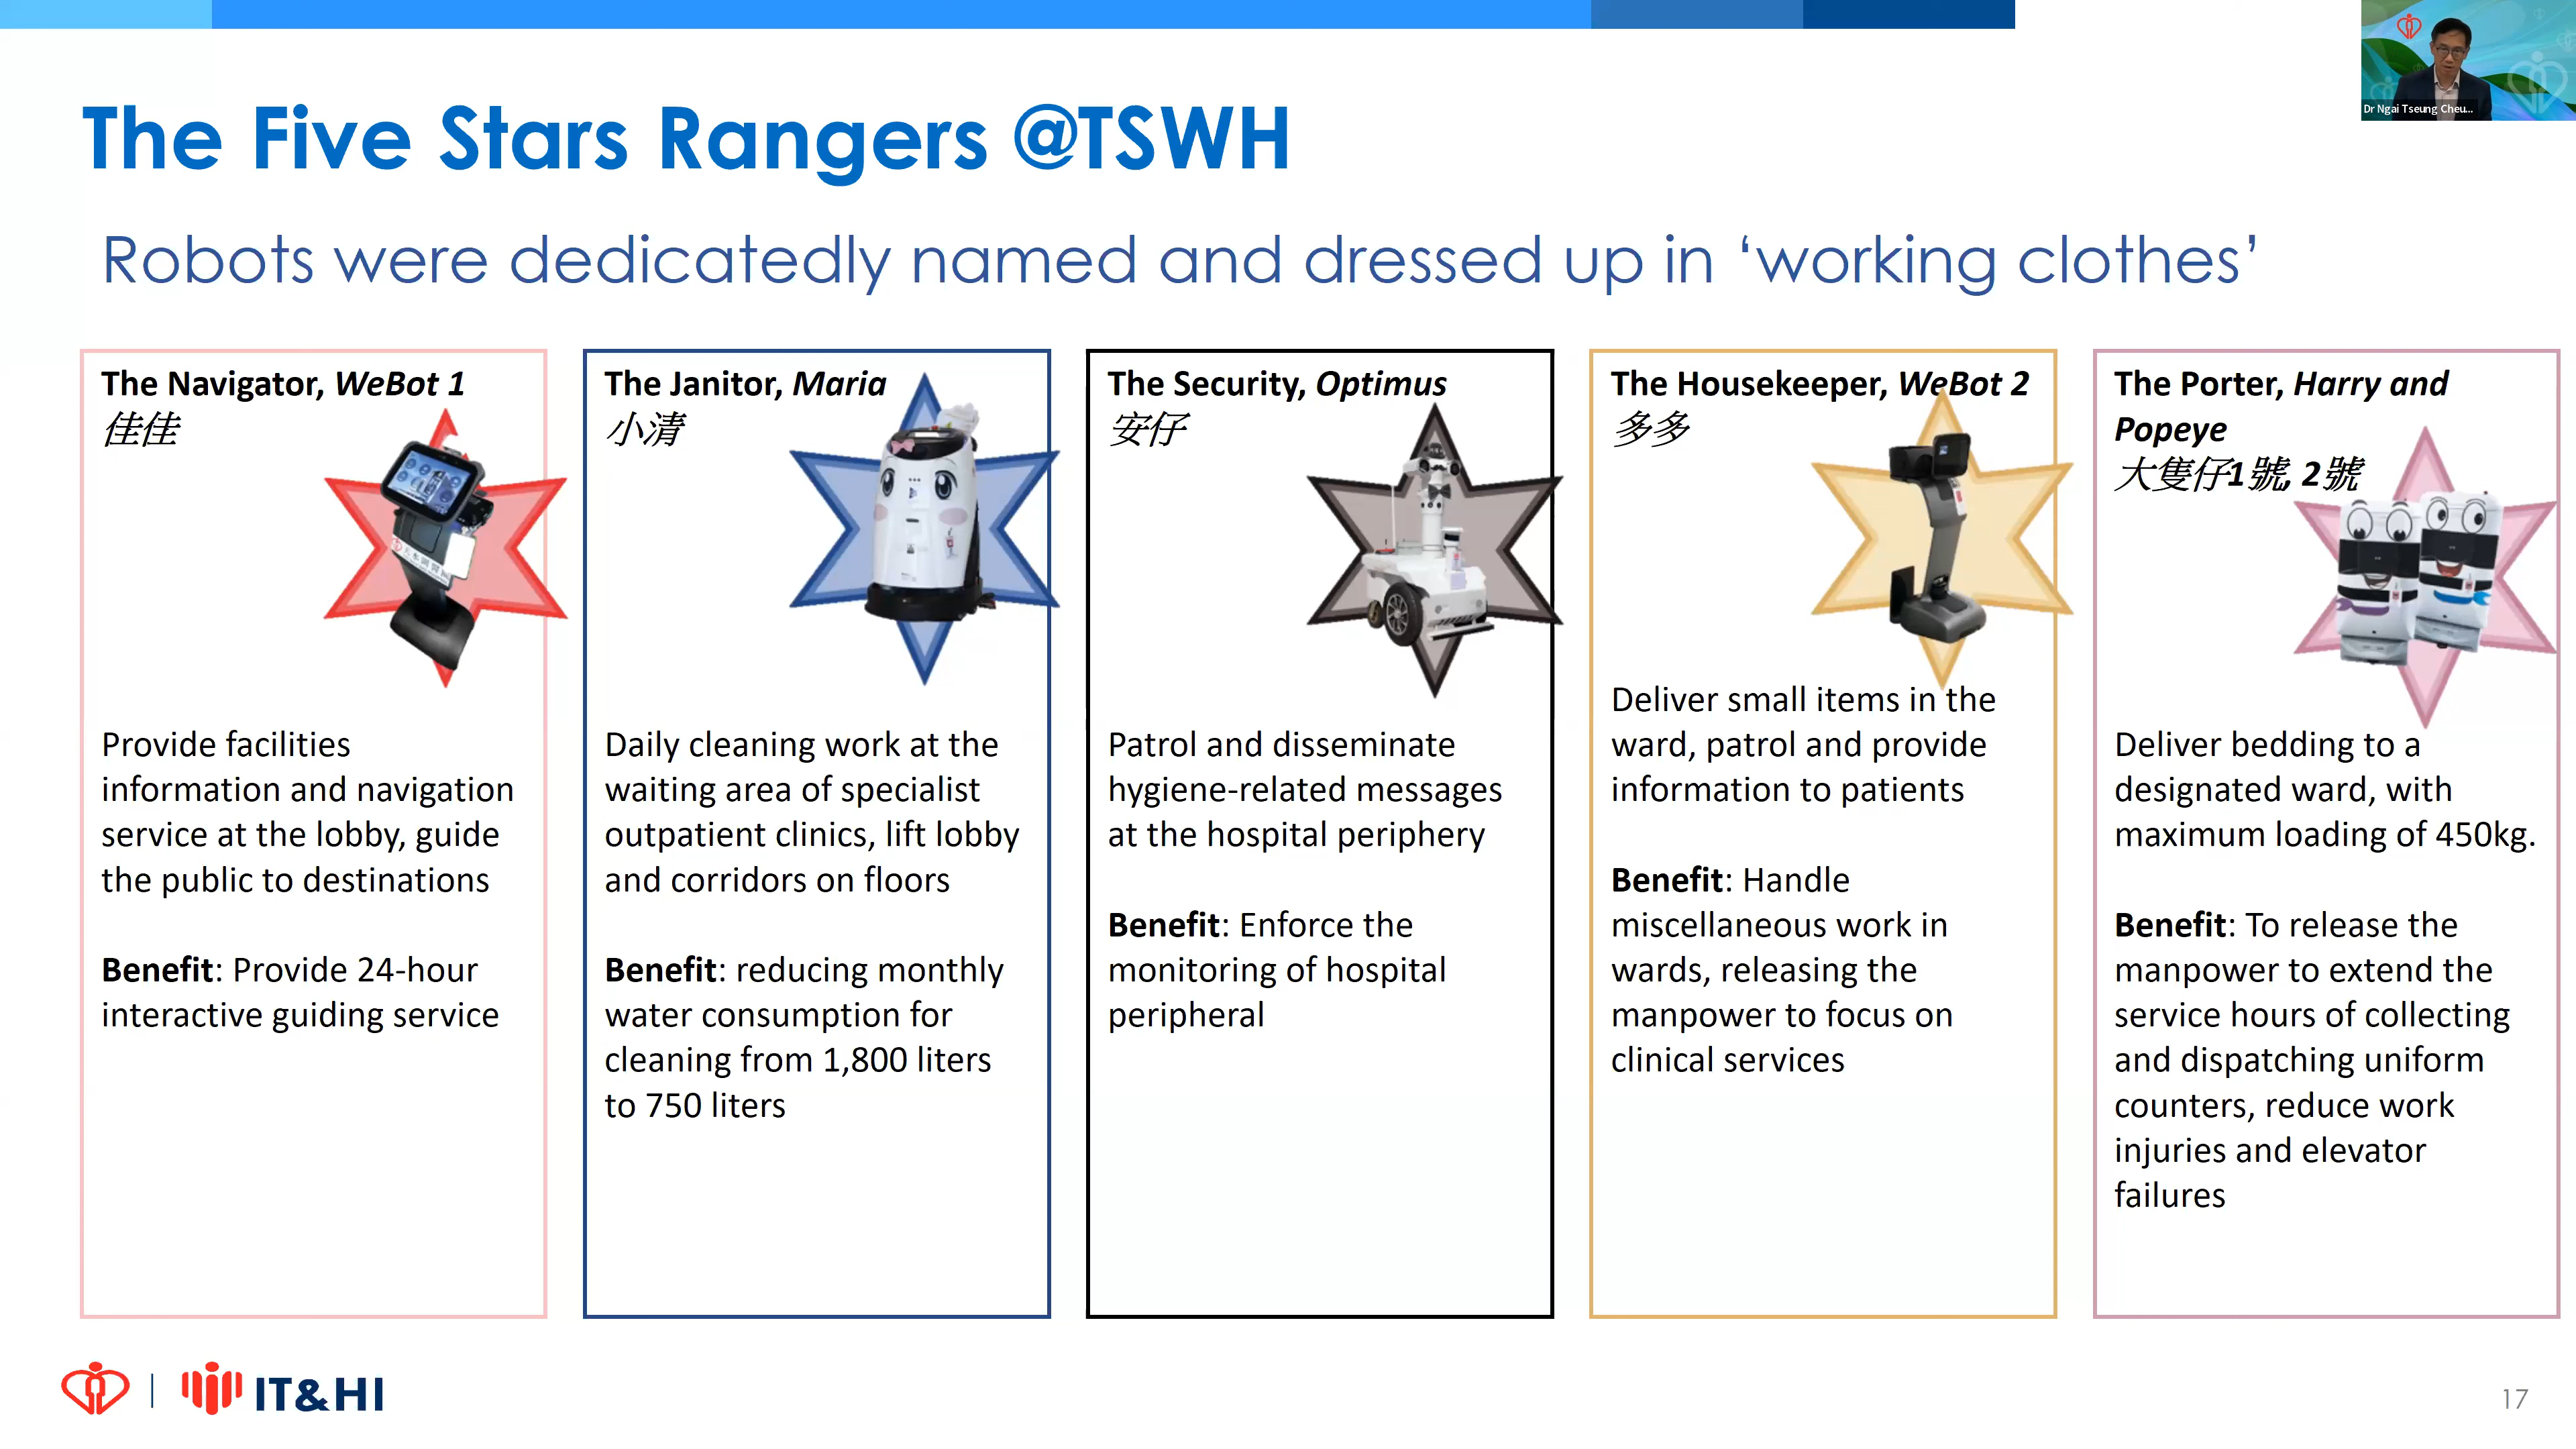 Dr Ngai Tseung Cheu...
The Five Stars Rangers @TSWH
Robots were dedicatedly named and dressed up in ‘working clothes’
The Navigator, WeBot 1
佳佳
Provide facilities
information and navigation
service at the lobby, guide
the public to destinations
Benefit: Provide 24-hour
interactive guiding service
The Janitor, Maria
小清
Daily cleaning work at the
waiting area of specialist
outpatient clinics, lift lobby
and corridors on floors
Benefit: reducing monthly
water consumption for
cleaning from 1,800 liters
to 750 liters
The Security, Optimus
安仔
Patrol and disseminate
hygiene-related messages
at the hospital periphery
Benefit: Enforce the
monitoring of hospital
peripheral
The Housekeeper, WeBot 2
多多
Deliver small items in the
ward, patrol and provide
information to patients
Benefit: Handle
miscellaneous work in
wards, releasing the
manpower to focus on
clinical services
The Porter, Harry and
Popeye
大隻仔1號, 2號
Deliver bedding to a
designated ward, with
maximum loading of 450kg.
Benefit: To release the
manpower to extend the
service hours of collecting
and dispatching uniform
counters, reduce work
injuries and elevator
failures
IT&HI
17